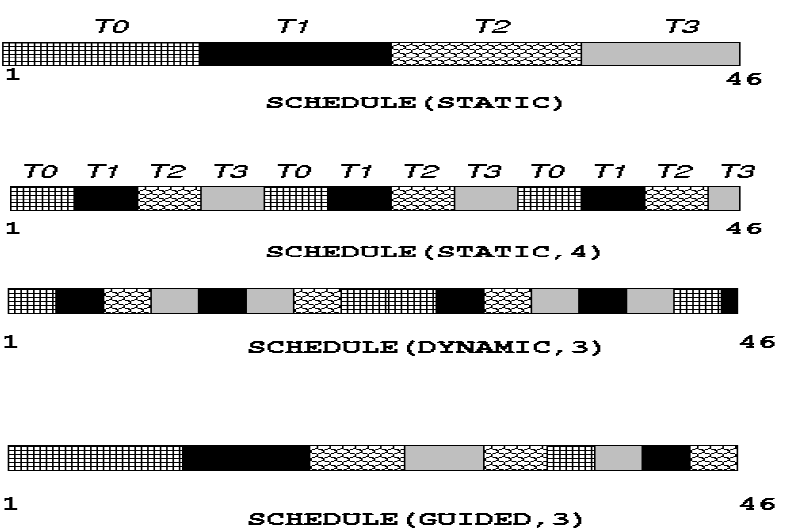 T0 T1 T2 T3
1 46
SCHEDULE(STATIC)
T0 T1 T2 T3 T0 T1 T2 T3 T0 T1 T2 T3
1 46
SCHEDULE(STATIC,4)
1 46
SCHEDULE(DYNAMIC,3)
1 46
SCHEDULE(GUIDED,3)